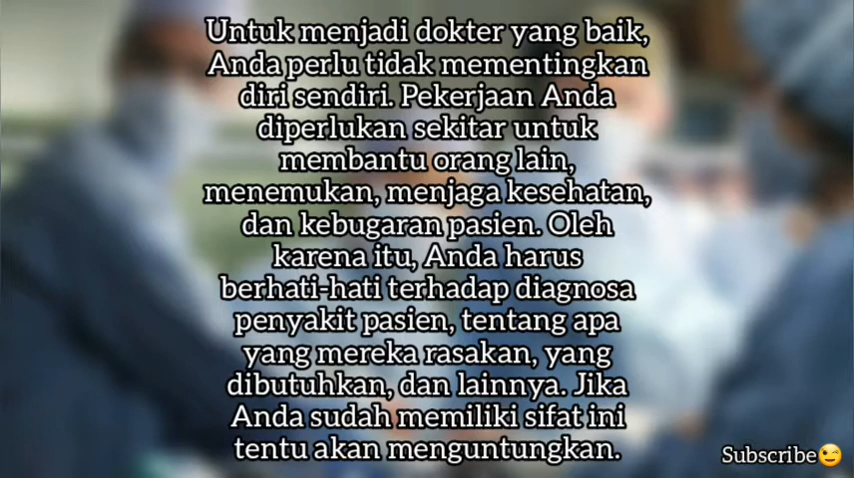 Untuk menjadi dokter yang baik,
Anda perlu tidak mementingkan
diri sendiri. Pekerjaan Anda
diperlukan sekitar untuk
membantu orang lain,
menemukan, menjaga kesehatan,
dan kebugaran pasien. Oleh
karena itu, Anda harus
berhati-hati terhadap diagnosa
penyakit pasien, tentang apa
yang mereka rasakan, yang
dibutuhkan, dan lainnya. Jika
Anda sudah memiliki sifat ini
tentu akan menguntungkan.
Subscribe😉